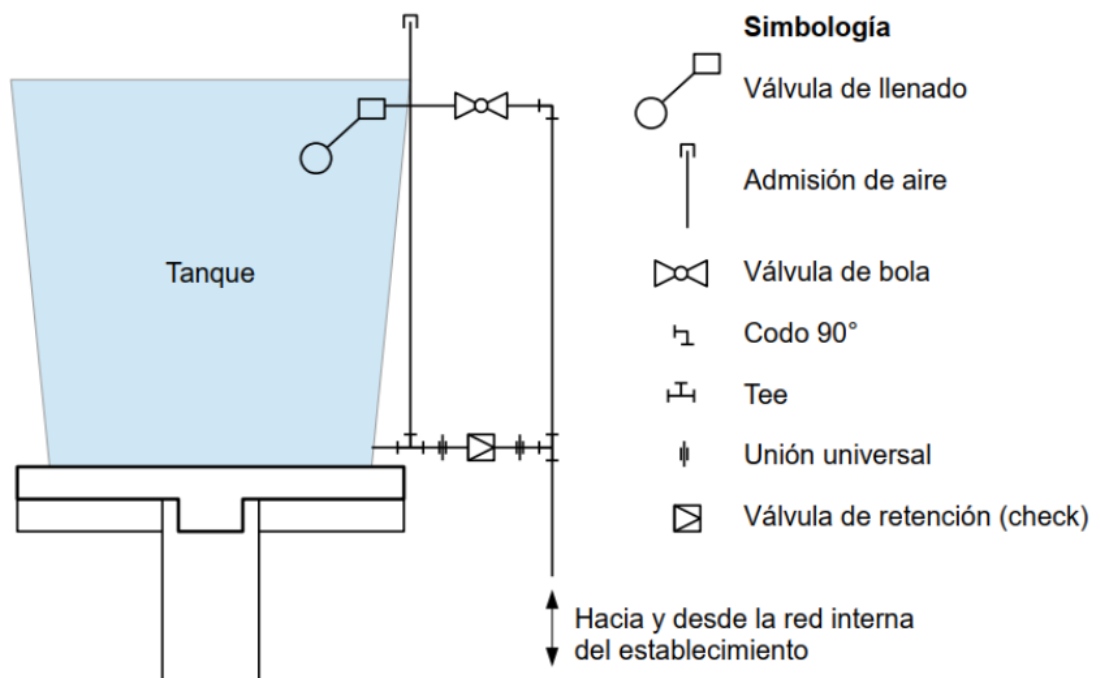 Simbología
Válvula de llenado
Admisión de aire
Válvula de bola
Codo 90°
Tee
Unión universal
Válvula de retención (check)
Tanque
Hacia y desde la red interna
del establecimiento